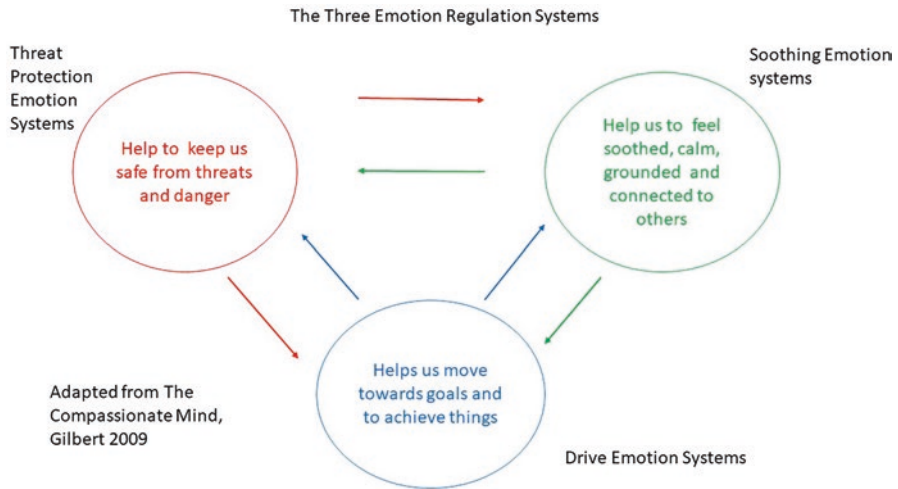 The Three Emotion Regulation Systems
Threat
Protection
Emotion
Systems
Soothing Emotion
systems
Help to keep us
safe from threats
and danger
Help us to feel
soothed, calm,
grounded and
connected to
others
Helps us move
towards goals and
to achieve things
Adapted from The
Compassionate Mind,
Gilbert 2009
Drive Emotion Systems